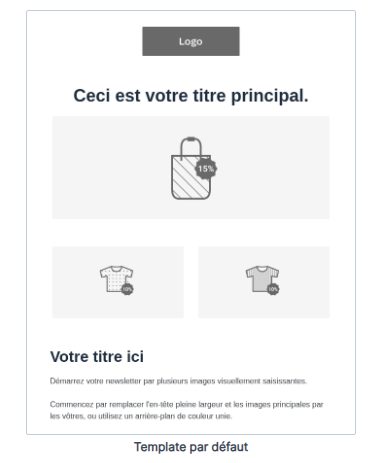 Logo
Ceci est votre titre principal.
15%
10%
10%
Votre titre ici
Démarrez votre newsletter par plusieurs images visuellement saisissantes.
Commencez par remplacer l'en-tête pleine largeur et les images principales par
les vôtres, ou utilisez un arrière-plan de couleur unie.
Template par défaut